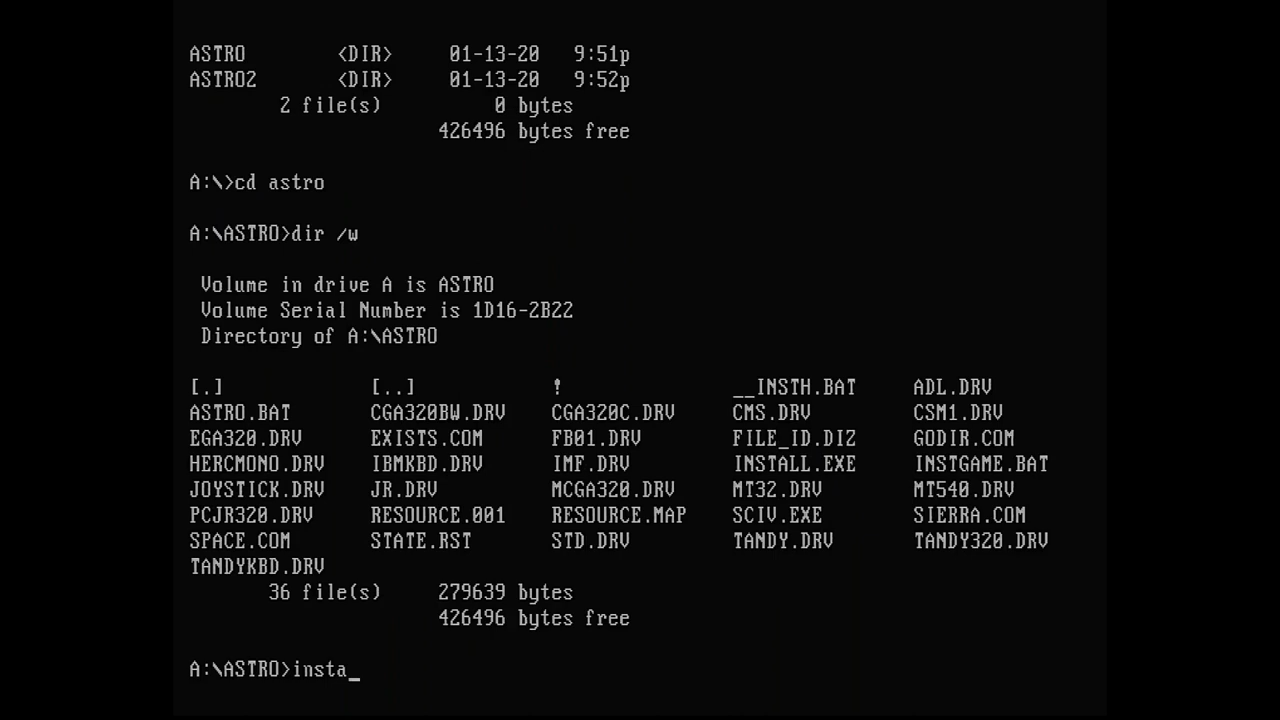 ASTRO <DIR> 01-13-20 9:51p
ASTRO2 <DIR> 01-13-20 9:52p
2 file(s) 0 bytes
426496 bytes free
A:\>cd astro
A:\ASTRO>dir /w
Volume in drive A is ASTRO
Volume Serial Number is 1D16-2B22
Directory of A:\ASTRO
[.] [..] ! __INSTH.BAT ADL.DRV
ASTRO.BAT CGA320BW.DRV CGA320C.DRV CMS.DRV CSM1.DRV
EGA320.DRV EXISTS.COM FB01.DRV FILE_ID.DIZ GODIR.COM
HERCMONO.DRV IBMKBD.DRV IMF.DRV INSTALL.EXE INSTGAME.BAT
JOYSTICK.DRV JR.DRV MCGA320.DRV MT32.DRV MT540.DRV
PCJR320.DRV RESOURCE.001 RESOURCE.MAP SCIV.EXE SIERRA.COM
SPACE.COM STATE.RST STD.DRV TANDY.DRV TANDY320.DRV
TANDYKBD.DRV
36 file(s) 279639 bytes
426496 bytes free
A:\ASTRO>insta_